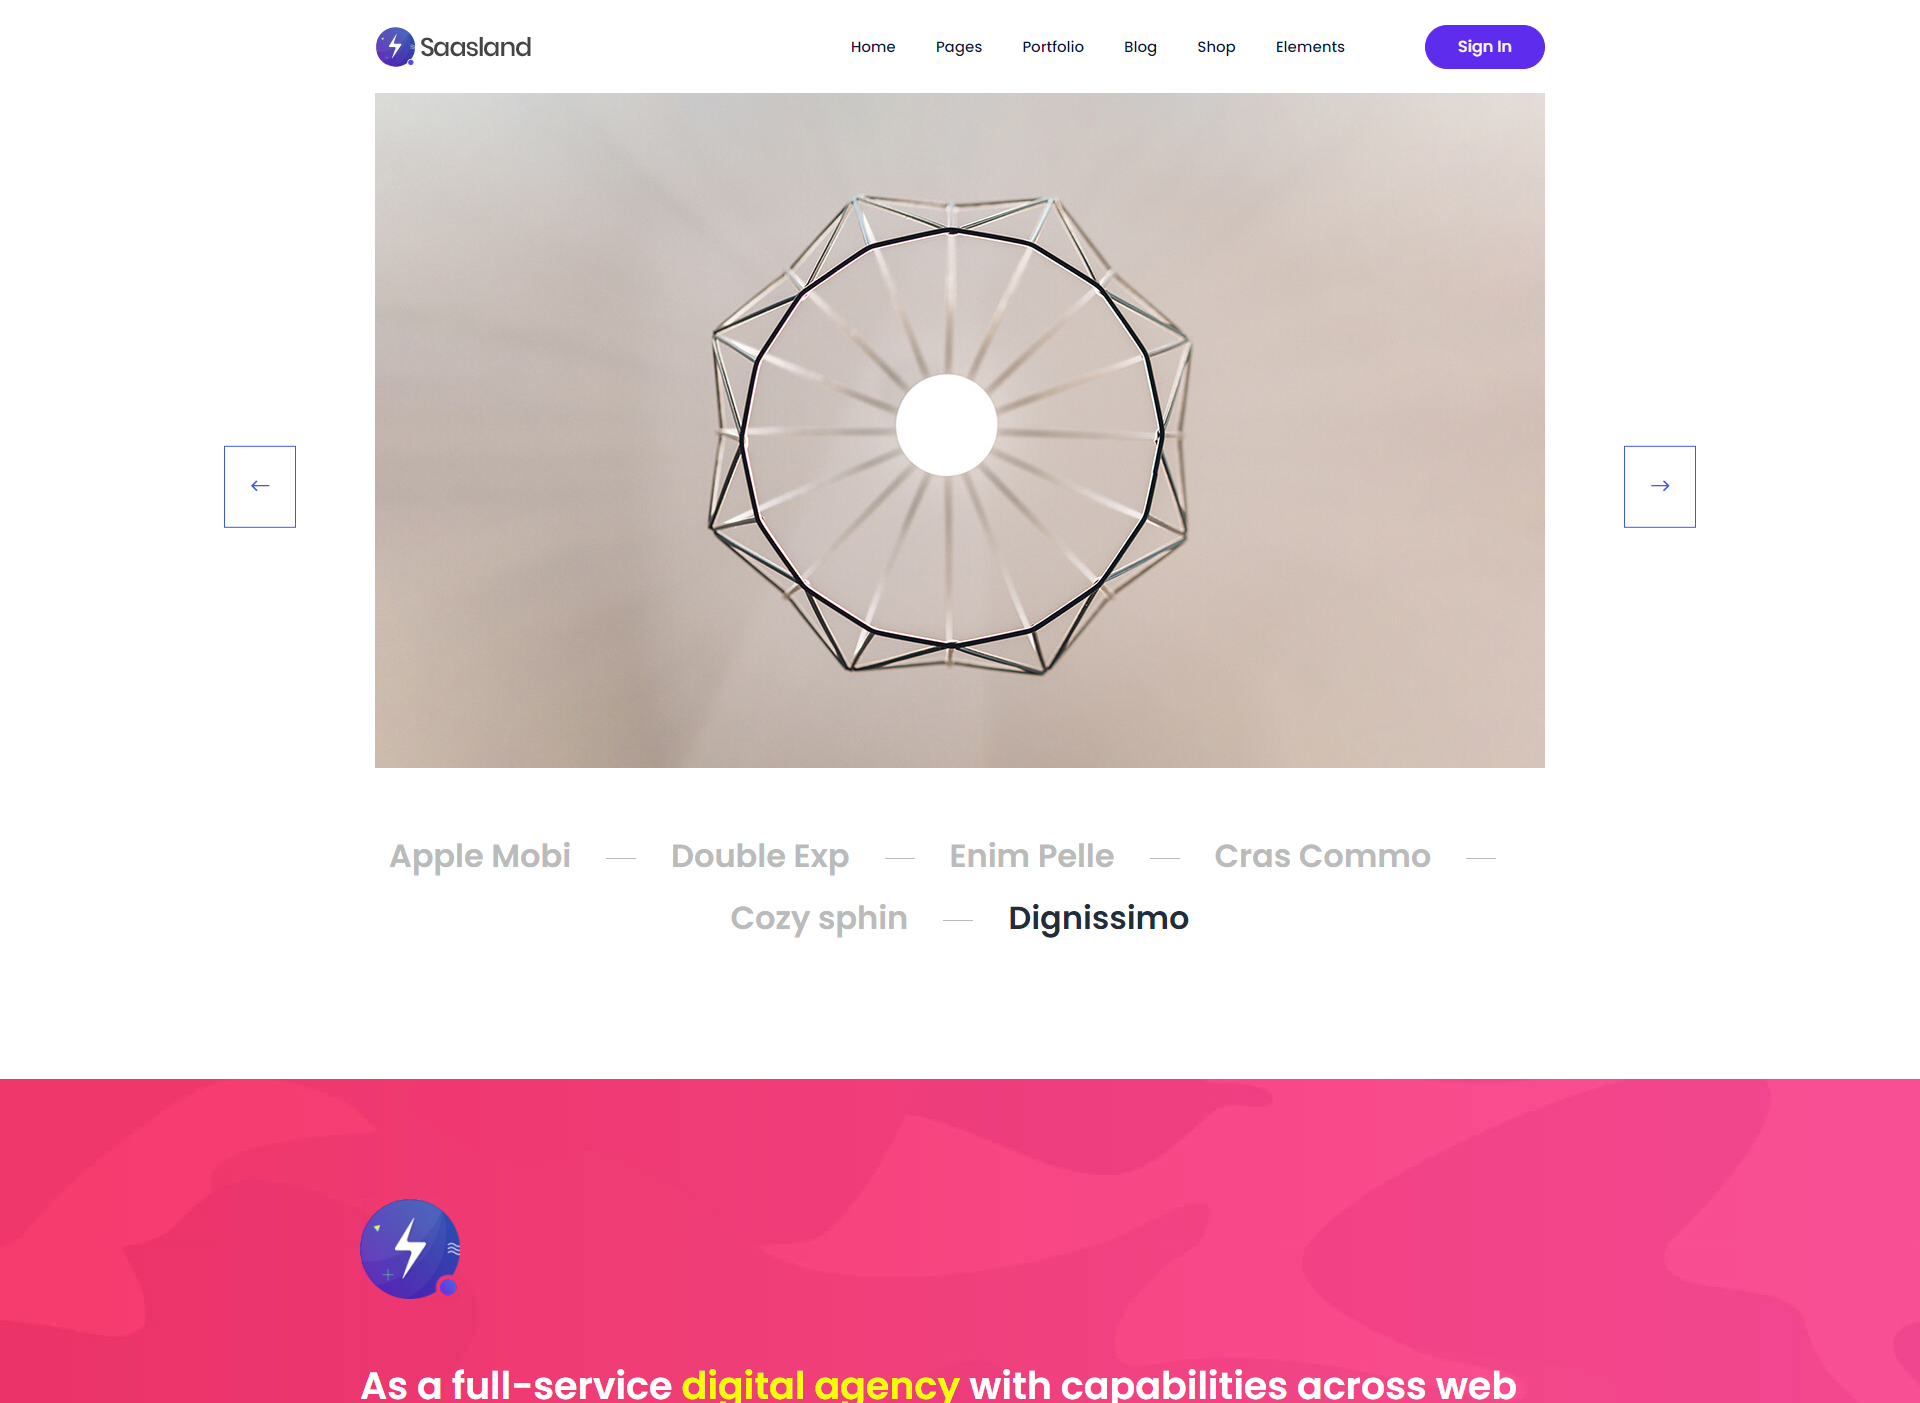 Saasland
Home Pages Portfolio Blog Shop Elements Sign In
Apple Mobi Double Exp Enim Pelle Cras Commo
Cozy sphin Dignissimo
As a full-service digital agency with capabilities across web